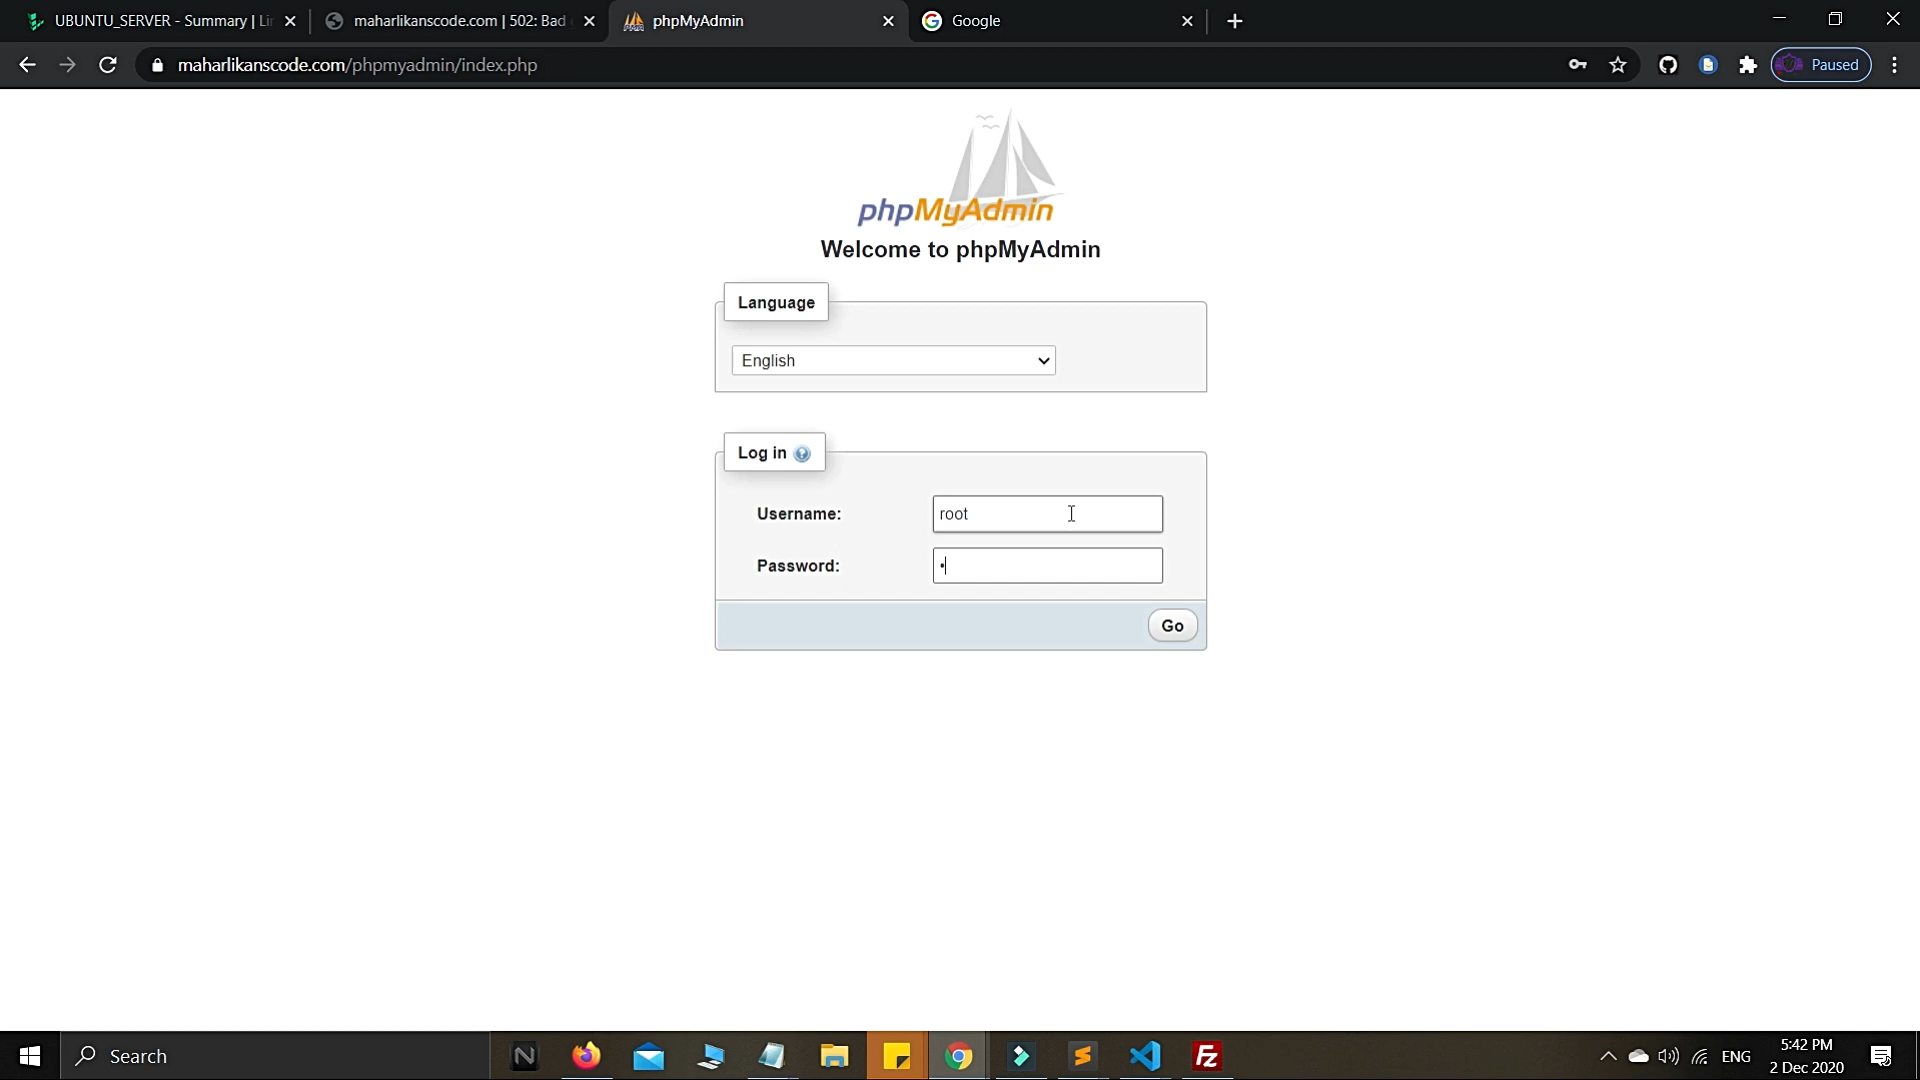 UBUNTU_SERVER - Summary | Lin
maharlikanscode.com | 502: Bad
phpMyAdmin
Google
maharlikanscode.com/phpmyadmin/index.php
Paused
phpMyAdmin
Welcome to phpMyAdmin
Language
English
Log in
Username:
root
Password:
Go
Search
ENG
5:42 PM
2 Dec 2020